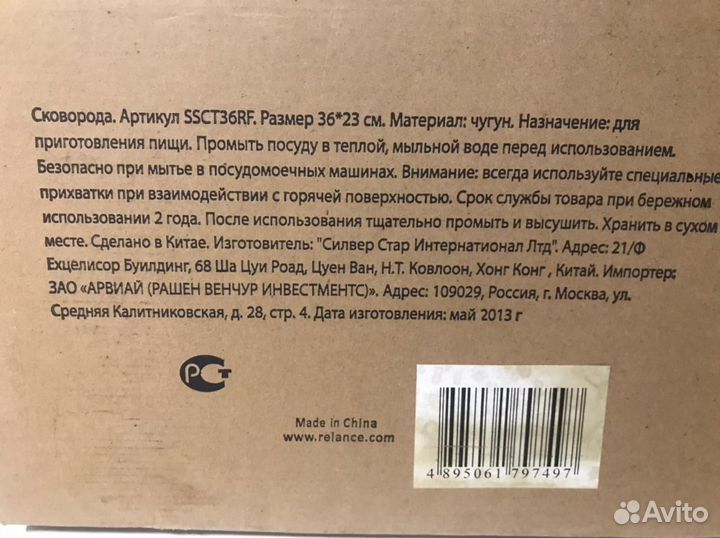 Сковорода. Артикул SSCT36RF. Размер 36*23 см. Материал: чугун. Назначение: для
приготовления пищи. Промыть посуду в теплой, мыльной воде перед использованием.
Безопасно при мытье в посудомоечных машинах. Внимание: всегда используйте специальные
прихватки при взаимодействии с горячей поверхностью. Срок службы товара при бережном
использовании 2 года. После использования тщательно промыть и высушить. Хранить в сухом
месте. Сделано в Китае. Изготовитель: "Силвер Стар Интернатионал Лтд". Адрес: 21/Ф
Ехцелисор Буилдинг, 68 Ша Цуи Роад, Цуен Ван, Н.Т. Ковлоон, Хонг Конг , Китай. Импортер:
ЗАО «АРВИАЙ (РАШЕН ВЕНЧУР ИНВЕСТМЕНТС)». Адрес: 109029, Россия, г. Москва, ул.
Средняя Калитниковская, д. 28, стр. 4. Дата изготовления: май 2013 г
РСТ
Made in China
www.relance.com
4 895061 797497
Avito